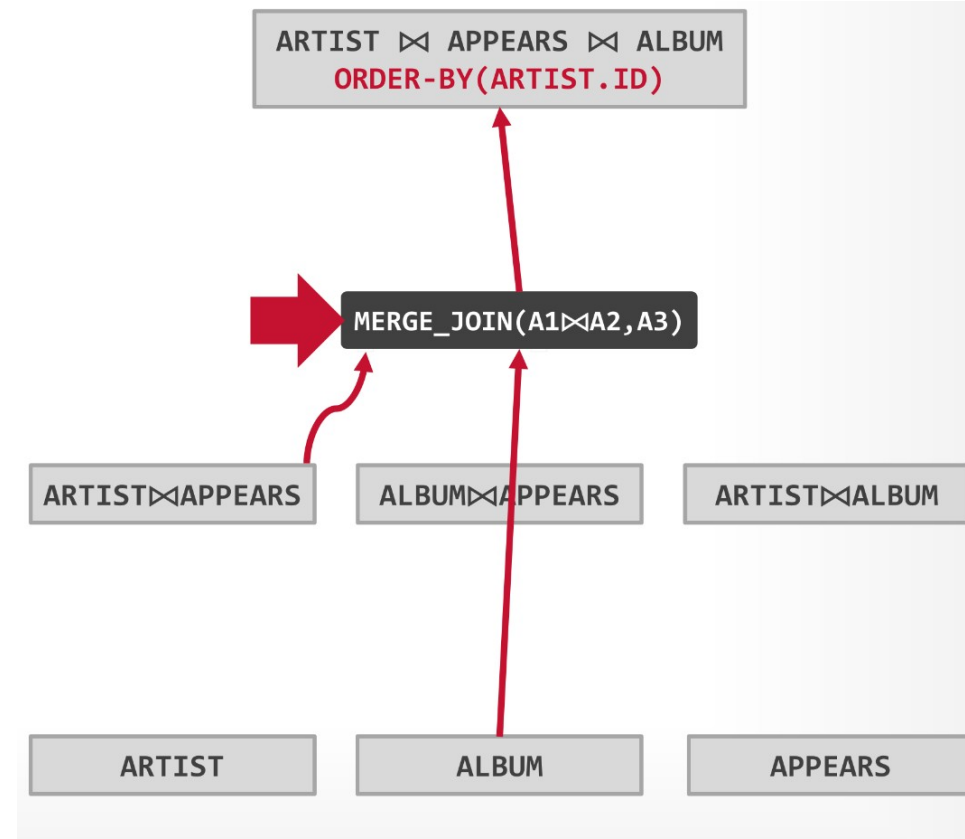 ARTIST ⨝ APPEARS ⨝ ALBUM
ORDER-BY(ARTIST.ID)
MERGE_JOIN(A1⨝A2,A3)
ARTIST⨝APPEARS
ALBUM⨝APPEARS
ARTIST⨝ALBUM
ARTIST
ALBUM
APPEARS